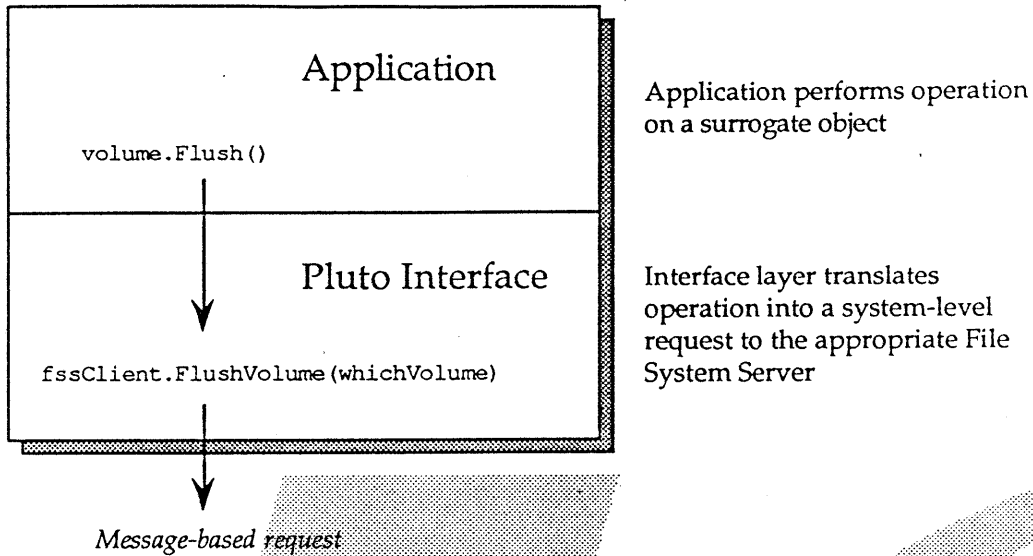 Application
Application performs operation
on a surrogate object
volume.Flush()
Pluto Interface
Interface layer translates
operation into a system-level
request to the appropriate File
System Server
fssClient.FlushVolume(whichVolume)
Message-based request